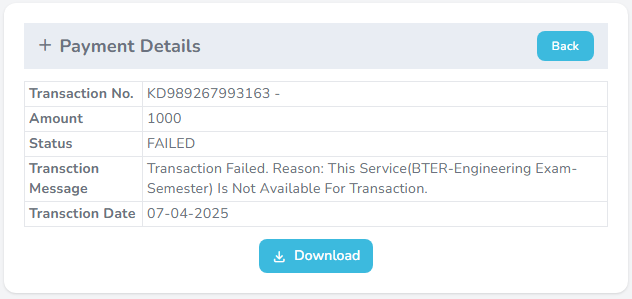 + Payment Details
Back
Transaction No. KD989267993163 -
Amount 1000
Status FAILED
Transction Transaction Failed. Reason: This Service(BTER-Engineering Exam-
Message Semester) Is Not Available For Transaction.
Transction Date 07-04-2025
Download